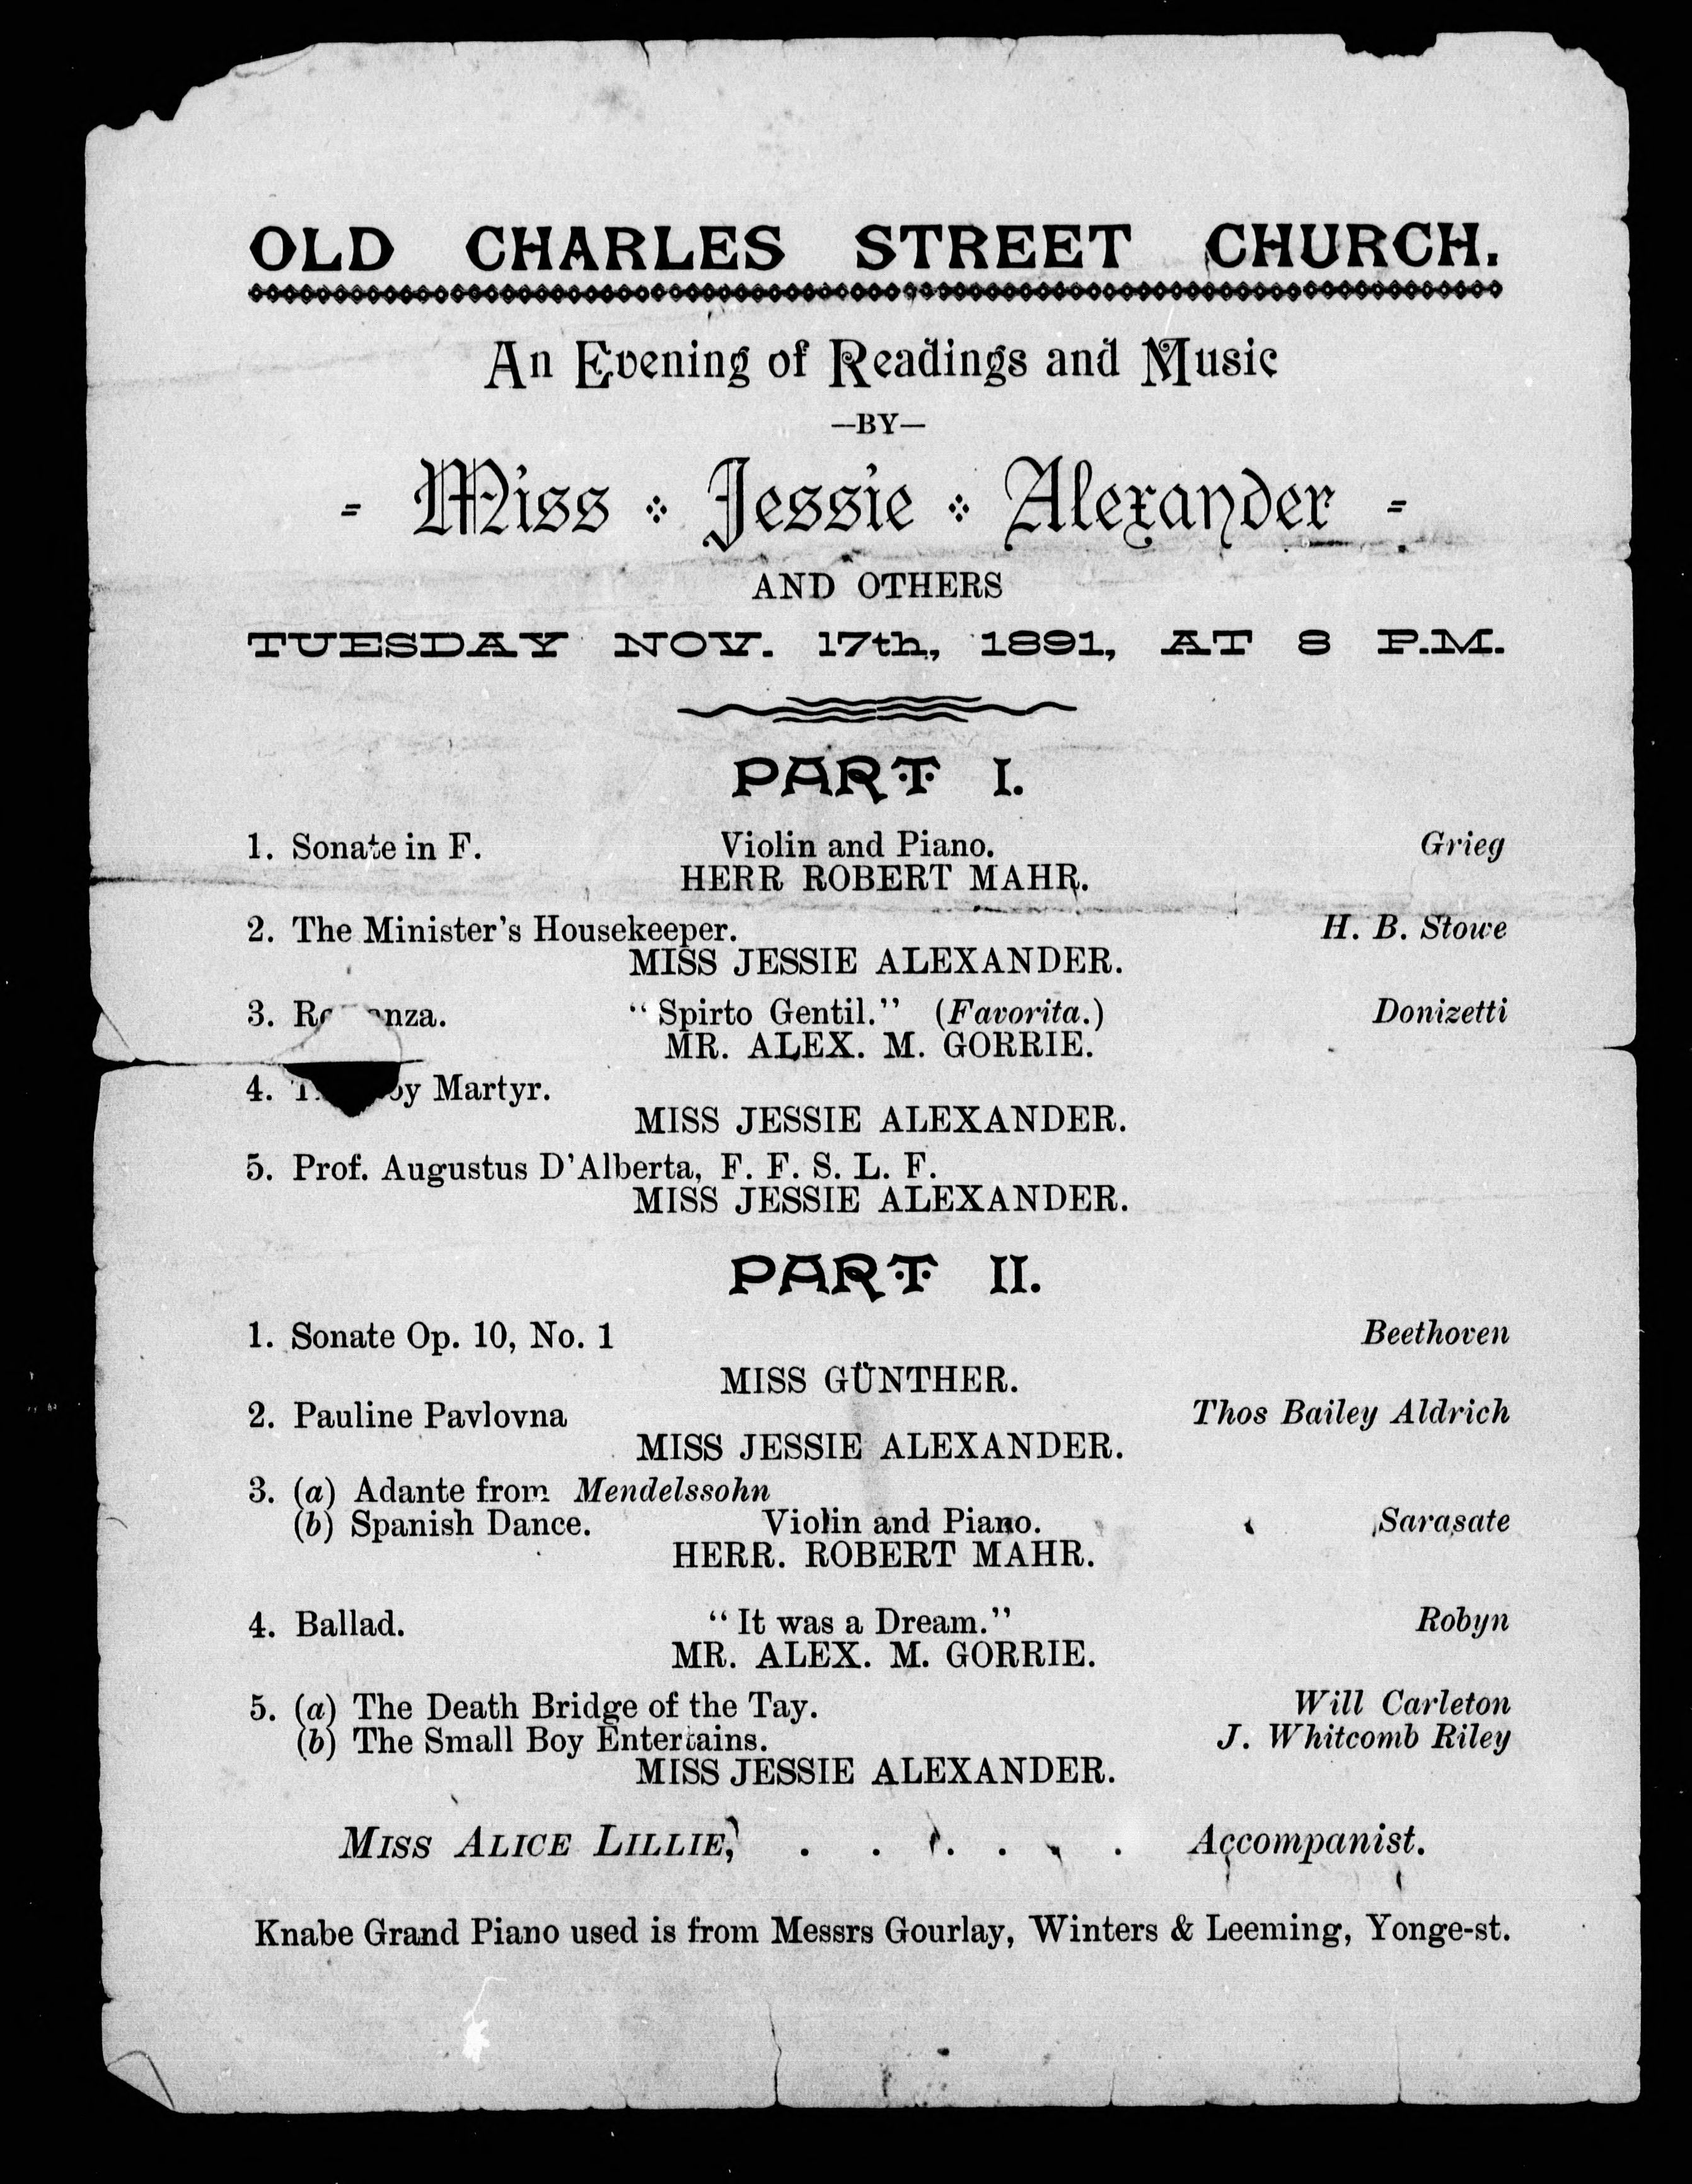 OLD CHARLES STREET CHURCH.
An Evening of Readings and Music
—BY—
Miss Jessie Alexander
AND OTHERS
TUESDAY NOV. 17th, 1891, AT 8 P.M.
PART I.
1. Sonate in F. Violin and Piano. Grieg
HERR ROBERT MAHR.
2. The Minister's Housekeeper. H. B. Stowe
MISS JESSIE ALEXANDER.
3. "Spirto Gentil." (Favorita.) Donizetti
MR. ALEX. M. GORRIE.
4. Martyr.
MISS JESSIE ALEXANDER.
5. Prof. Augustus D'Alberta, F. F. S. L. F.
MISS JESSIE ALEXANDER.
PART II.
1. Sonate Op. 10, No. 1 Beethoven
MISS GÜNTHER.
2. Pauline Pavlovna Thos Bailey Aldrich
MISS JESSIE ALEXANDER.
3. (a) Adante from Mendelssohn
(b) Spanish Dance. Violin and Piano. Sarasate
HERR. ROBERT MAHR.
4. Ballad. "It was a Dream." Robyn
MR. ALEX. M. GORRIE.
5. (a) The Death Bridge of the Tay. Will Carleton
(b) The Small Boy Entertains. J. Whitcomb Riley
MISS JESSIE ALEXANDER.
MISS ALICE LILLIE, . . . . . Accompanist.
Knabe Grand Piano used is from Messrs Gourlay, Winters & Leeming, Yonge-st.